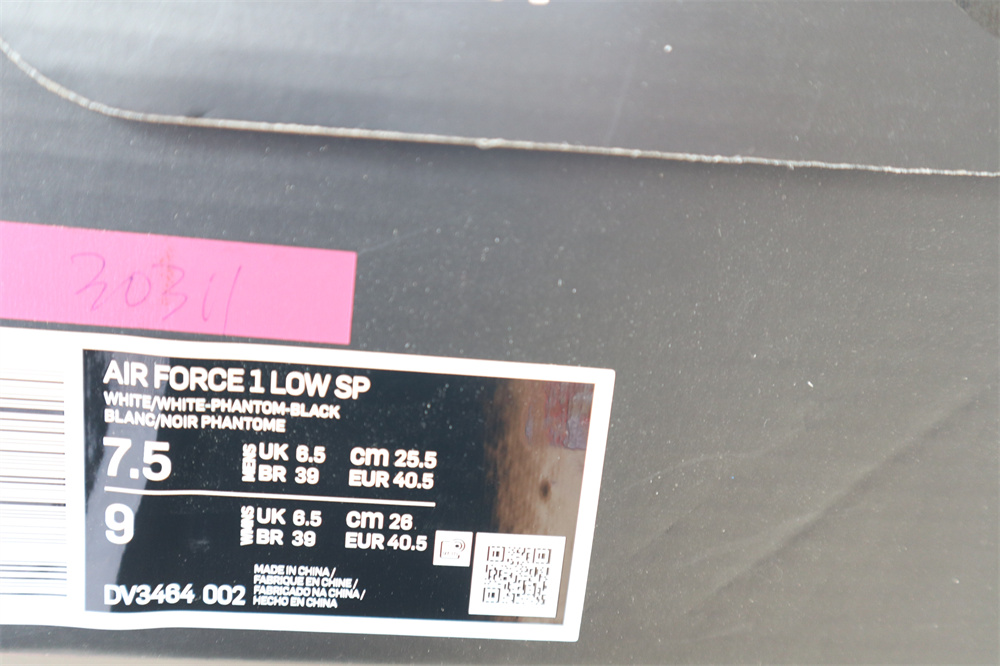 30311
AIR FORCE 1 LOW SP
WHITE/WHITE-PHANTOM-BLACK
BLANC/NOIR PHANTOME
7.5 MENS UK 6.5 cm 25.5
BR 39 EUR 40.5
9 WMNS UK 6.5 cm 26
BR 39 EUR 40.5
MADE IN CHINA/
FABRIQUE EN CHINE/
FABRICADO NA CHINA/
HECHO EN CHINA
DV3464 002